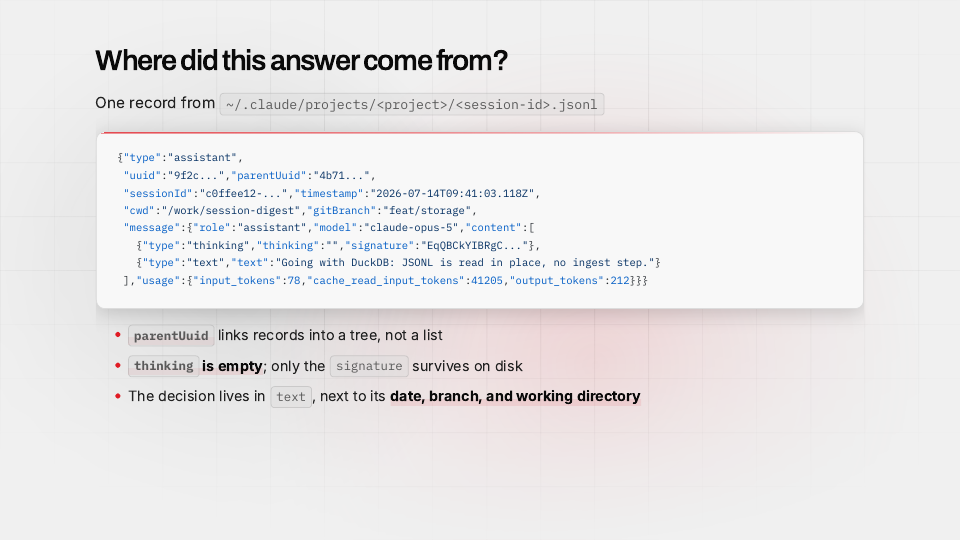 Where did this answer come from?
One record from ~/.claude/projects/<project>/<session-id>.jsonl
{"type":"assistant",
"uuid":"9f2c...","parentUuid":"4b71...",
"sessionId":"c0ffee12-...","timestamp":"2026-07-14T09:41:03.118Z",
"cwd":"/work/session-digest","gitBranch":"feat/storage",
"message":{"role":"assistant","model":"claude-opus-5","content":[
{"type":"thinking","thinking":"","signature":"EqQBCkYIBRgC..."},
{"type":"text","text":"Going with DuckDB: JSONL is read in place, no ingest step."}
],"usage":{"input_tokens":78,"cache_read_input_tokens":41205,"output_tokens":212}}}
• parentUuid links records into a tree, not a list
• thinking is empty; only the signature survives on disk
• The decision lives in text, next to its date, branch, and working directory